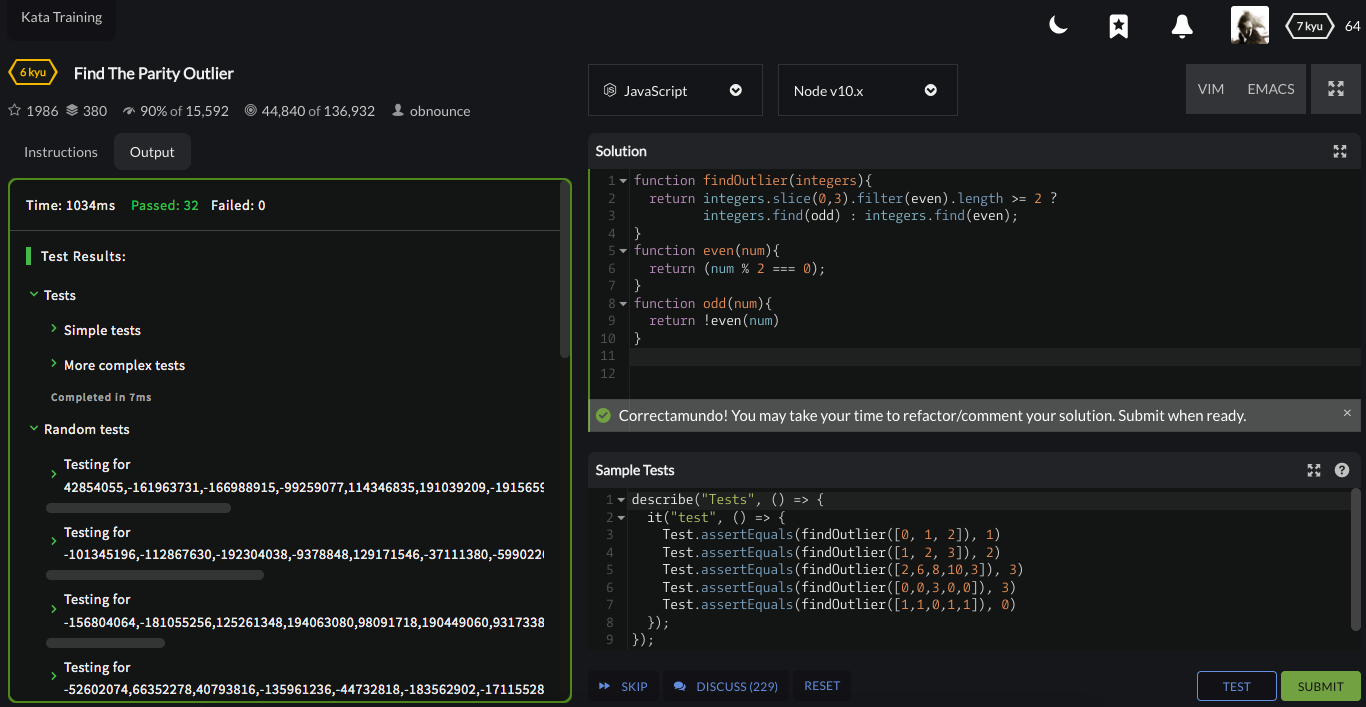 Kata Training
7 kyu 64
6 kyu Find The Parity Outlier
1986 380 90% of 15,592 44,840 of 136,932 obnounce
Instructions Output
Time: 1034ms Passed: 32 Failed: 0
Test Results:
Tests
Simple tests
More complex tests
Completed in 7ms
Random tests
Testing for
42854055,-161963731,-166988915,-99259077,114346835,191039209,-1915659
Testing for
-101345196,-112867630,-192304038,-9378848,129171546,-37111380,-5990220
Testing for
-156804064,-181055256,125261348,194063080,98091718,190449060,9317338
Testing for
-52602074,66352278,40793816,-135961236,-44732818,-183562902,-17115528
JavaScript Node v10.x VIM EMACS
Solution
1 function findOutlier(integers){
2 return integers.slice(0,3).filter(even).length >= 2 ?
3 integers.find(odd) : integers.find(even);
4 }
5 function even(num){
6 return (num % 2 === 0);
7 }
8 function odd(num){
9 return !even(num)
10 }
11
12
Correctamundo! You may take your time to refactor/comment your solution. Submit when ready. ×
Sample Tests
1 describe("Tests", () => {
2 it("test", () => {
3 Test.assertEquals(findOutlier([0, 1, 2]), 1)
4 Test.assertEquals(findOutlier([1, 2, 3]), 2)
5 Test.assertEquals(findOutlier([2,6,8,10,3]), 3)
6 Test.assertEquals(findOutlier([0,0,3,0,0]), 3)
7 Test.assertEquals(findOutlier([1,1,0,1,1]), 0)
8 });
9 });
SKIP DISCUSS (229) RESET TEST SUBMIT